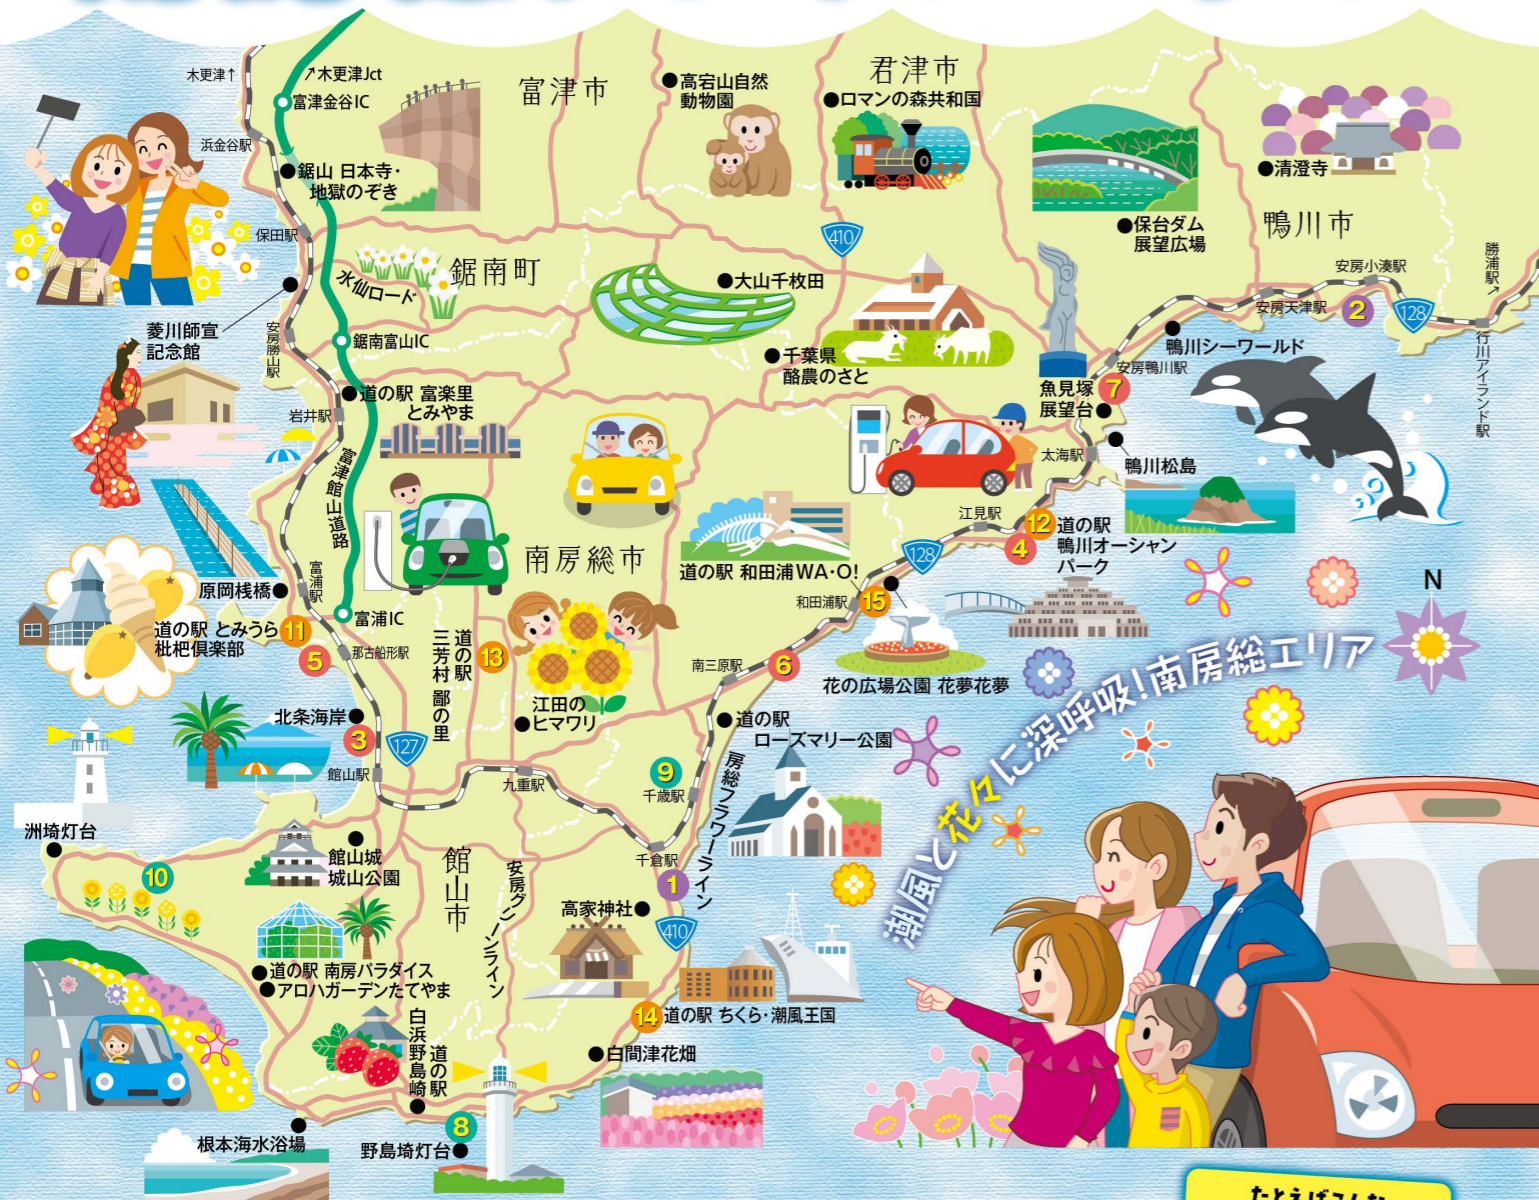 木更津↑
↗木更津Jct
富津金谷IC
浜金谷駅
鋸山 日本寺・
地獄のぞき
保田駅
富津市
高宕山自然
動物園
君津市
ロマンの森共和国
保台ダム
展望広場
清澄寺
鴨川市
勝浦駅↗
安房小湊駅
安房天津駅
2
128
行川アイランド駅
水仙ロード
鋸南町
410
大山千枚田
千葉県
酪農のさと
菱川師宣
記念館
安房勝山駅
鋸南富山IC
道の駅 富楽里
とみやま
岩井駅
富津館山道路
鴨川シーワールド
安房鴨川駅
魚見塚
展望台
7
太海駅
鴨川松島
江見駅
12
道の駅
鴨川オーシャン
パーク
4
128
南房総市
道の駅 和田浦WA・O!
和田浦駅
15
花の広場公園 花夢花夢
原岡桟橋
富浦駅
富浦IC
道の駅 とみうら
枇杷倶楽部
11
5
那古船形駅
道の駅
三芳村 鄙の里
13
江田の
ヒマワリ
南三原駅
6
道の駅
ローズマリー公園
N
潮風と花々に深呼吸!南房総エリア
北条海岸
3
127
館山駅
九重駅
9
千歳駅
房総フラワーライン
洲埼灯台
10
館山城
城山公園
館山市
安房グリーンライン
千倉駅
1
高家神社
410
道の駅 南房パラダイス
アロハガーデンたてやま
14
道の駅 ちくら・潮風王国
白間津花畑
道の駅
白浜野島崎
根本海水浴場
8
野島埼灯台
たとえばこんな